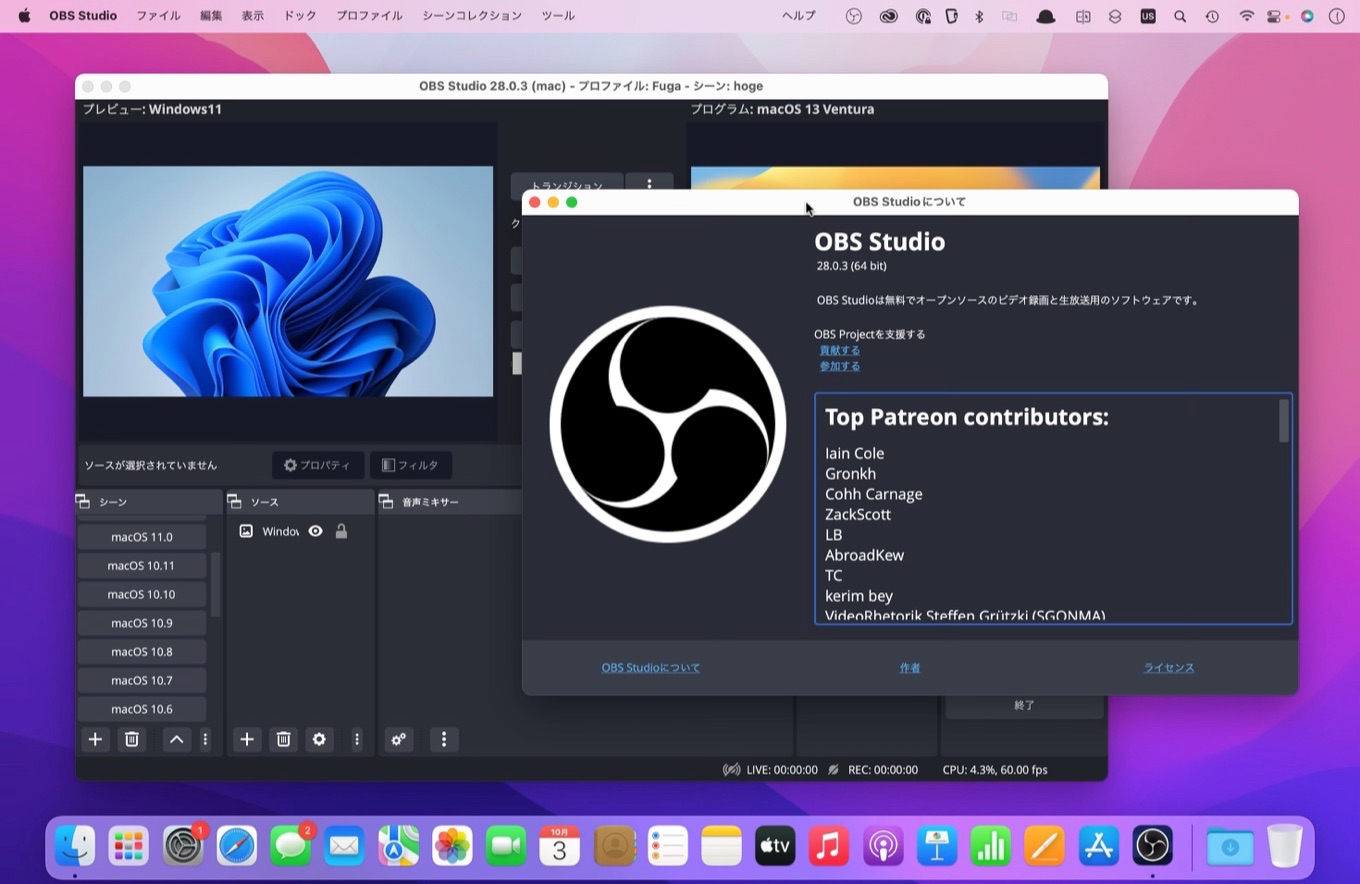 OBS Studio ファイル 編集 表示 ドック プロファイル シーンコレクション ツール ヘルプ US
OBS Studio 28.0.3 (mac) - プロファイル: Fuga - シーン: hoge
プレビュー: Windows11
プログラム: macOS 13 Ventura
トランジション
ク
OBS Studioについて
OBS Studio
28.0.3 (64 bit)
OBS Studioは無料でオープンソースのビデオ録画と生放送用のソフトウェアです。
OBS Projectを支援する
貢献する
参加する
Top Patreon contributors:
Iain Cole
Gronkh
Cohh Carnage
ZackScott
LB
AbroadKew
TC
kerim bey
VideoRhetorik Steffen Grützki (SGONMA)
OBS Studioについて 作者 ライセンス
ソースが選択されていません プロパティ フィルタ
シーン ソース 音声ミキサー
macOS 11.0
macOS 10.11
macOS 10.10
macOS 10.9
macOS 10.8
macOS 10.7
macOS 10.6
Windov
終了
LIVE: 00:00:00 REC: 00:00:00 CPU: 4.3%, 60.00 fps
1
2
10月
3
tv